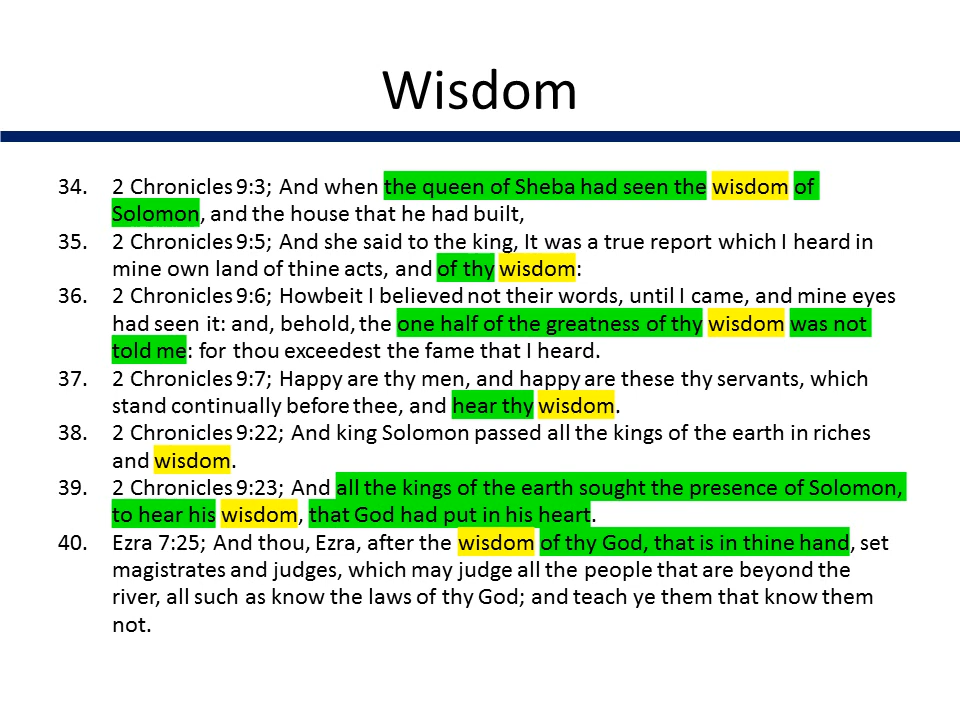 Wisdom
34. 2 Chronicles 9:3; And when the queen of Sheba had seen the wisdom of
Solomon, and the house that he had built,
35. 2 Chronicles 9:5; And she said to the king, It was a true report which I heard in
mine own land of thine acts, and of thy wisdom:
36. 2 Chronicles 9:6; Howbeit I believed not their words, until I came, and mine eyes
had seen it: and, behold, the one half of the greatness of thy wisdom was not
told me: for thou exceedest the fame that I heard.
37. 2 Chronicles 9:7; Happy are thy men, and happy are these thy servants, which
stand continually before thee, and hear thy wisdom.
38. 2 Chronicles 9:22; And king Solomon passed all the kings of the earth in riches
and wisdom.
39. 2 Chronicles 9:23; And all the kings of the earth sought the presence of Solomon,
to hear his wisdom, that God had put in his heart.
40. Ezra 7:25; And thou, Ezra, after the wisdom of thy God, that is in thine hand, set
magistrates and judges, which may judge all the people that are beyond the
river, all such as know the laws of thy God; and teach ye them that know them
not.